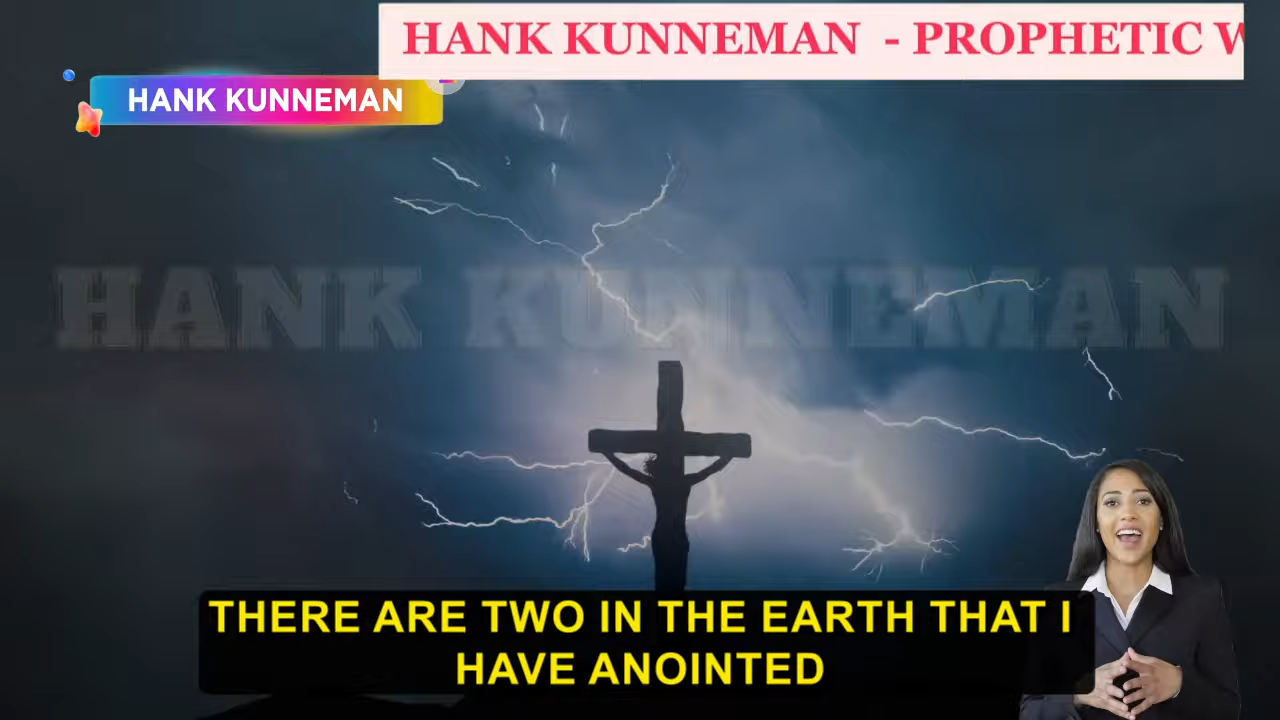 HANK KUNNEMAN - PROPHETIC
HANK KUNNEMAN
HANK KUNNEMAN
THERE ARE TWO IN THE EARTH THAT I
HAVE ANOINTED